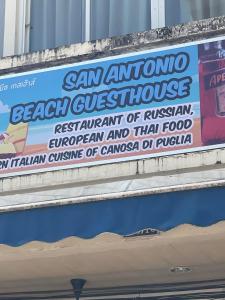 SAN ANTONIO
BEACH GUESTHOUSE
RESTAURANT OF RUSSIAN,
EUROPEAN AND THAI FOOD
ITALIAN CUISINE OF CANOSA DI PUGLIA